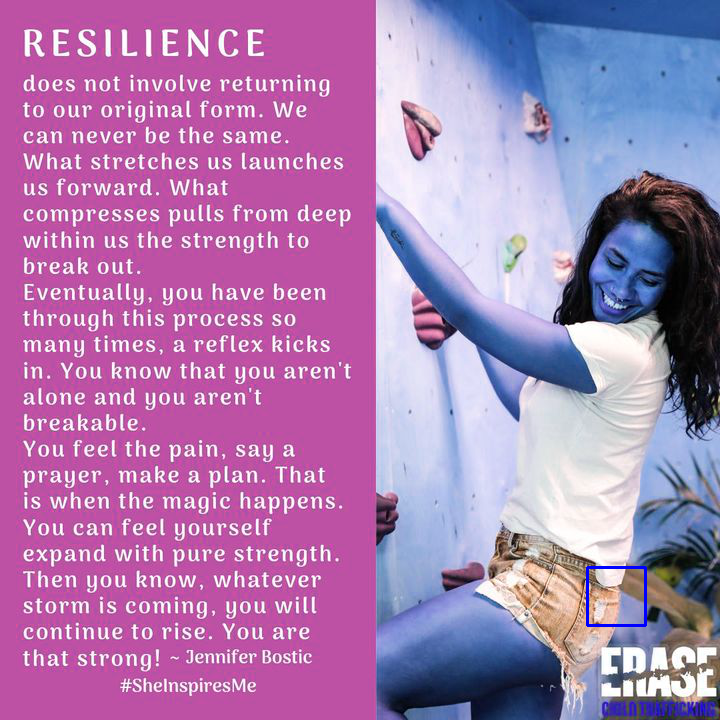 RESILIENCE
does not involve returning
to our original form. We
can never be the same.
What stretches us launches
us forward. What
compresses pulls from deep
within us the strength to
break out.
Eventually, you have been
through this process so
many times, a reflex kicks
in. You know that you aren't
alone and you aren't
breakable.
You feel the pain, say a
prayer, make a plan. That
is when the magic happens.
You can feel yourself
expand with pure strength.
Then you know, whatever
storm is coming, you will
continue to rise. You are
that strong! ~ Jennifer Bostic
#SheInspiresMe
ERASE
CHILD TRAFFICKING